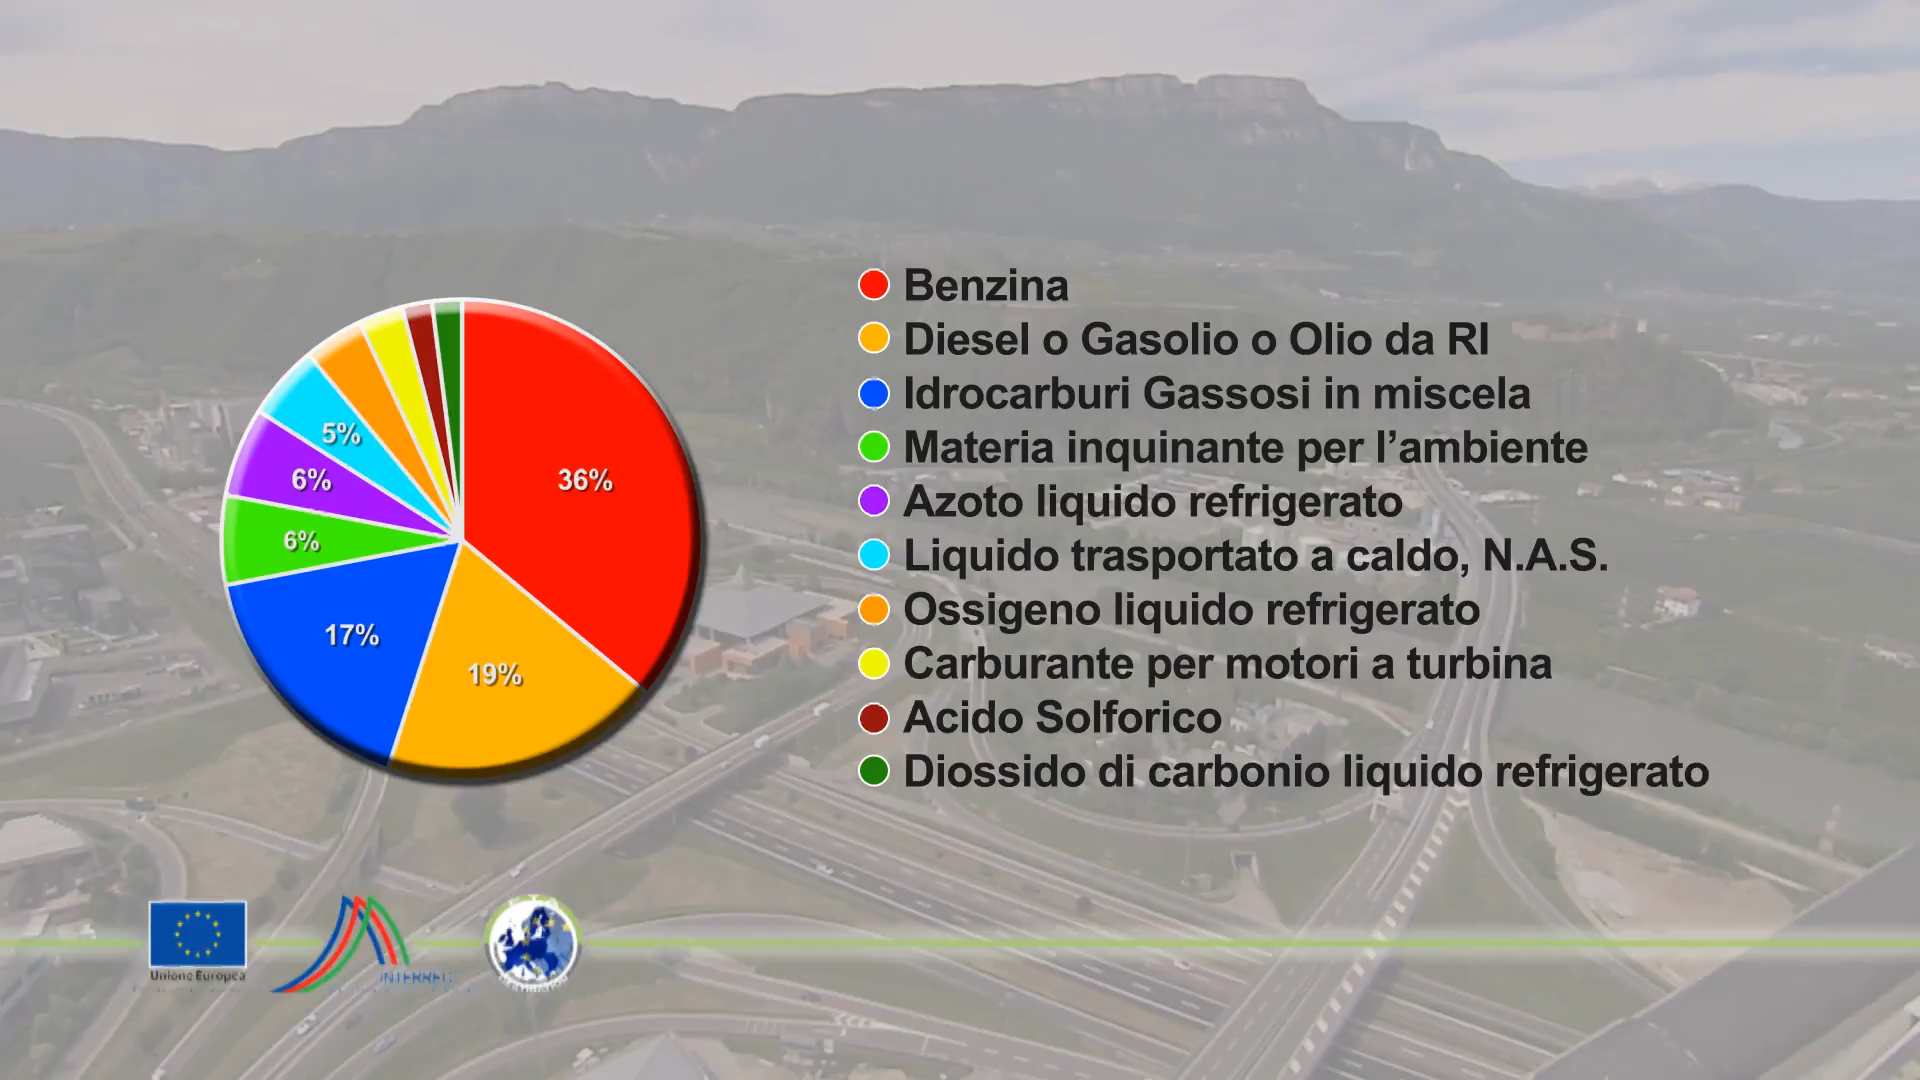 Benzina
Diesel o Gasolio o Olio da RI
Idrocarburi Gassosi in miscela
Materia inquinante per l’ambiente
Azoto liquido refrigerato
Liquido trasportato a caldo, N.A.S.
Ossigeno liquido refrigerato
Carburante per motori a turbina
Acido Solforico
Diossido di carbonio liquido refrigerato
36%
19%
17%
6%
6%
5%
Unione Europea
INTERREG